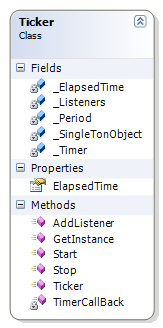 Ticker
Class
Fields
_ElapsedTime
_Listeners
_Period
_SingleTonObject
_Timer
Properties
ElapsedTime
Methods
AddListener
GetInstance
Start
Stop
Ticker
TimerCallBack